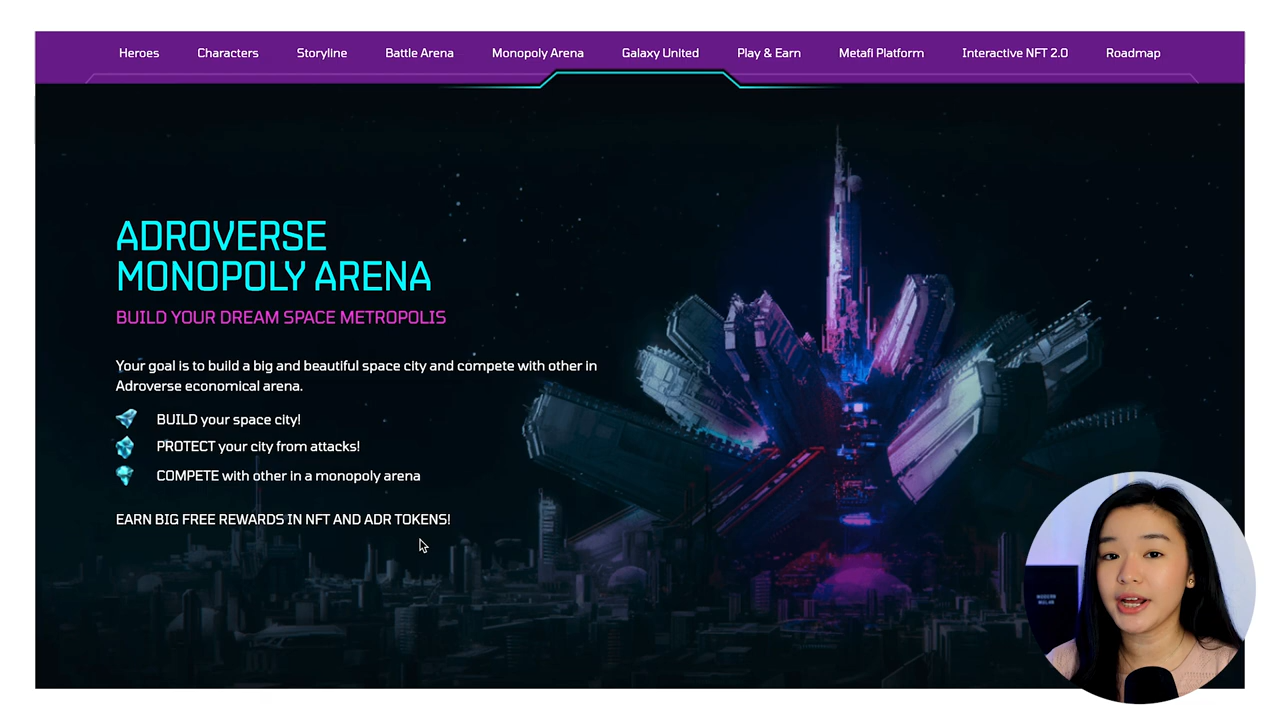 Heroes Characters Storyline Battle Arena Monopoly Arena Galaxy United Play & Earn Metafi Platform Interactive NFT 2.0 Roadmap
ADROVERSE
MONOPOLY ARENA
BUILD YOUR DREAM SPACE METROPOLIS
Your goal is to build a big and beautiful space city and compete with other in
Adroverse economical arena.
BUILD your space city!
PROTECT your city from attacks!
COMPETE with other in a monopoly arena
EARN BIG FREE REWARDS IN NFT AND ADR TOKENS!